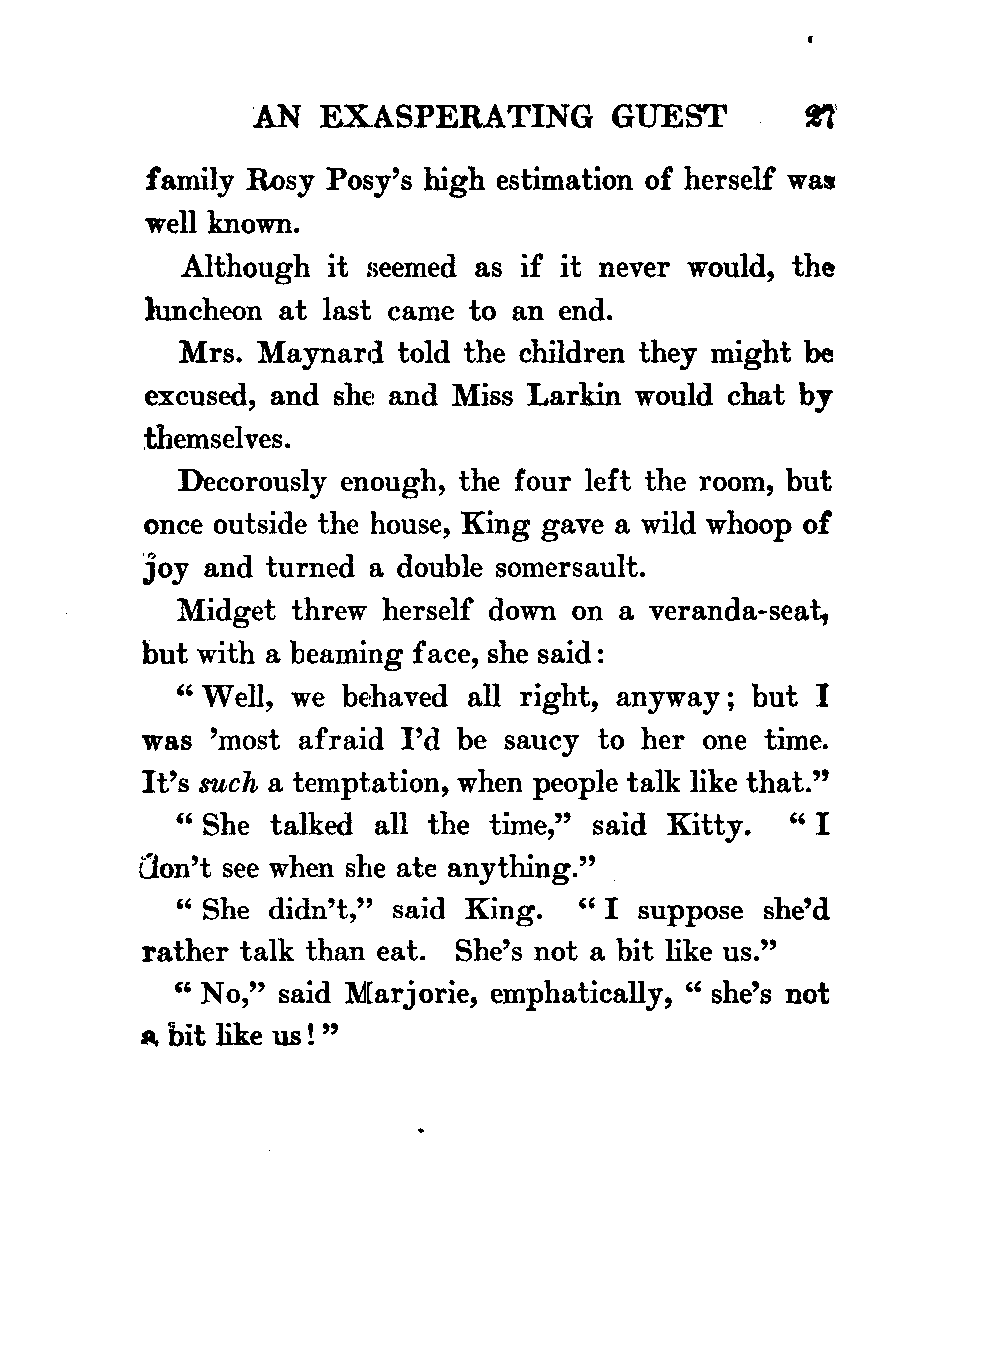 AN EXASPERATING GUEST 27
family Rosy Posy's high estimation of herself was
well known.
Although it seemed as if it never would, the
luncheon at last came to an end.
Mrs. Maynard told the children they might be
excused, and she and Miss Larkin would chat by
themselves.
Decorously enough, the four left the room, but
once outside the house, King gave a wild whoop of
joy and turned a double somersault.
Midget threw herself down on a veranda-seat,
but with a beaming face, she said:
“ Well, we behaved all right, anyway; but I
was ’most afraid I’d be saucy to her one time.
It’s such a temptation, when people talk like that.”
“ She talked all the time,” said Kitty. “ I
don’t see when she ate anything.”
“ She didn’t,” said King. “ I suppose she’d
rather talk than eat. She’s not a bit like us.”
“ No,” said Marjorie, emphatically, “ she’s not
a bit like us! ”